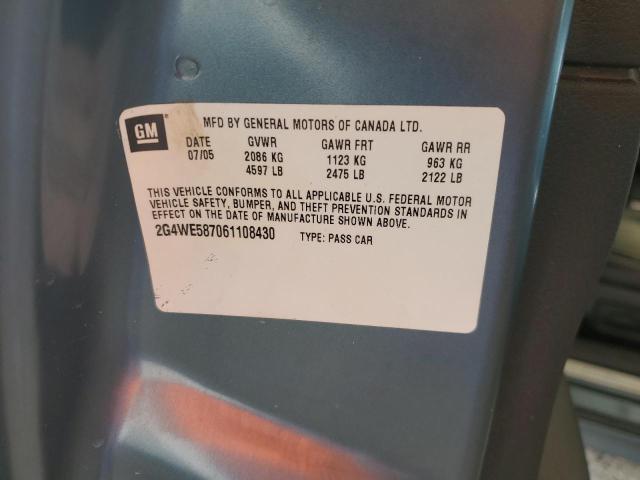 GM
MFD BY GENERAL MOTORS OF CANADA LTD.
DATE GVWR GAWR FRT GAWR RR
07/05 2086 KG 1123 KG 963 KG
4597 LB 2475 LB 2122 LB
THIS VEHICLE CONFORMS TO ALL APPLICABLE U.S. FEDERAL MOTOR
VEHICLE SAFETY, BUMPER, AND THEFT PREVENTION STANDARDS IN
EFFECT ON THE DATE OF MANUFACTURE SHOWN ABOVE.
2G4WE587061108430 TYPE: PASS CAR